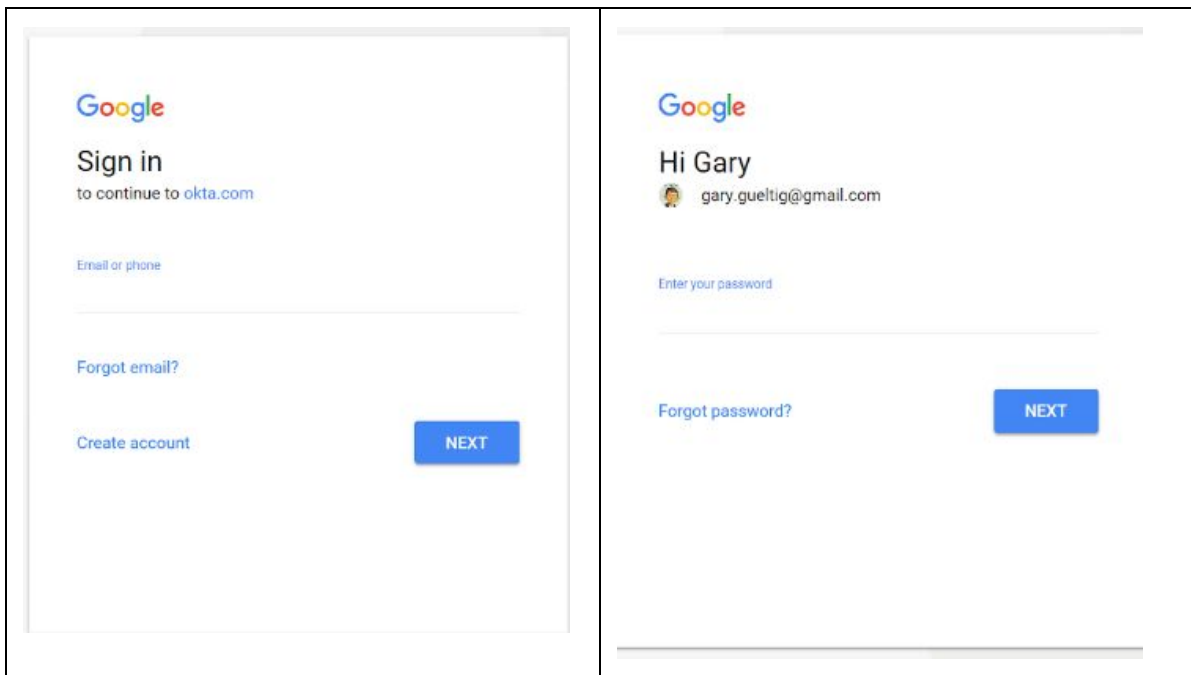 Google
Sign in
to continue to okta.com
Email or phone
Forgot email?
Create account
NEXT
Google
Hi Gary
gary.gueltig@gmail.com
Enter your password
Forgot password?
NEXT